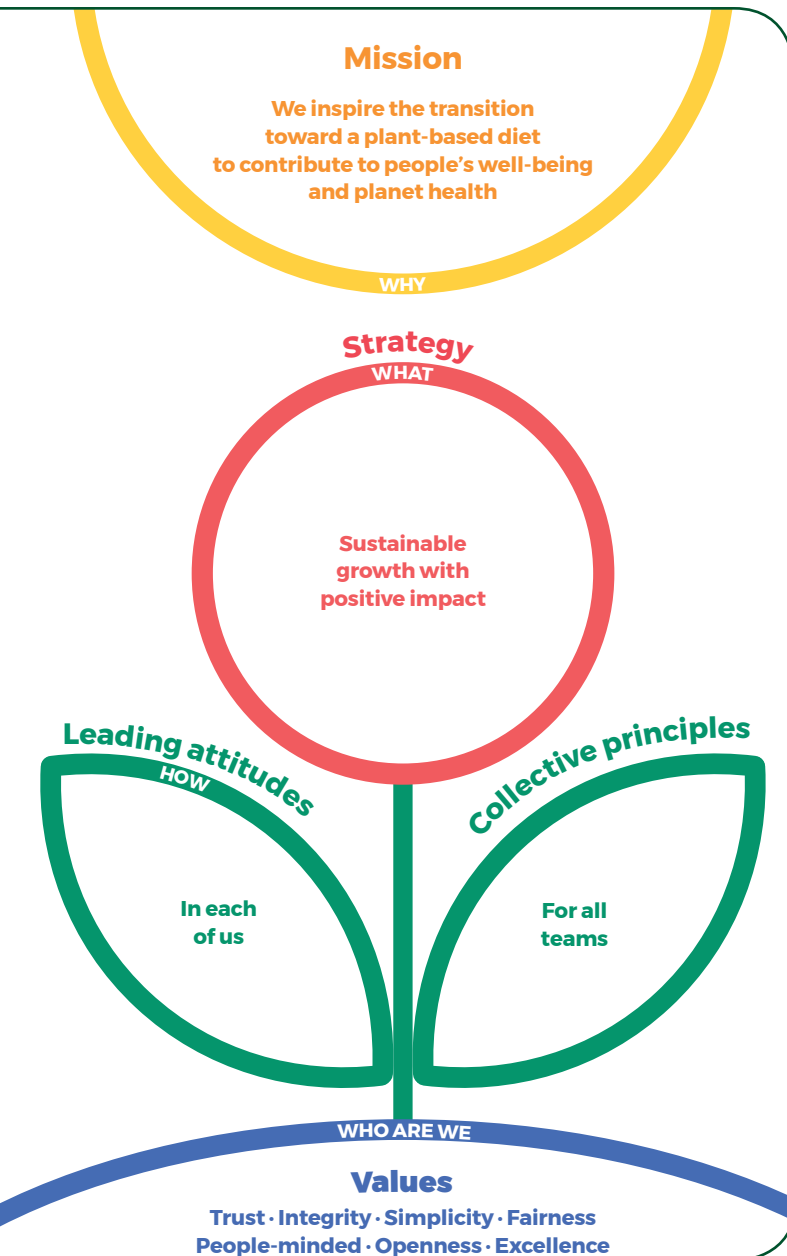 Mission
We inspire the transition
toward a plant-based diet
to contribute to people’s well-being
and planet health
WHY
Strategy
WHAT
Sustainable
growth with
positive impact
Leading attitudes
HOW
In each
of us
Collective principles
For all
teams
WHO ARE WE
Values
Trust · Integrity · Simplicity · Fairness
People-minded · Openness · Excellence